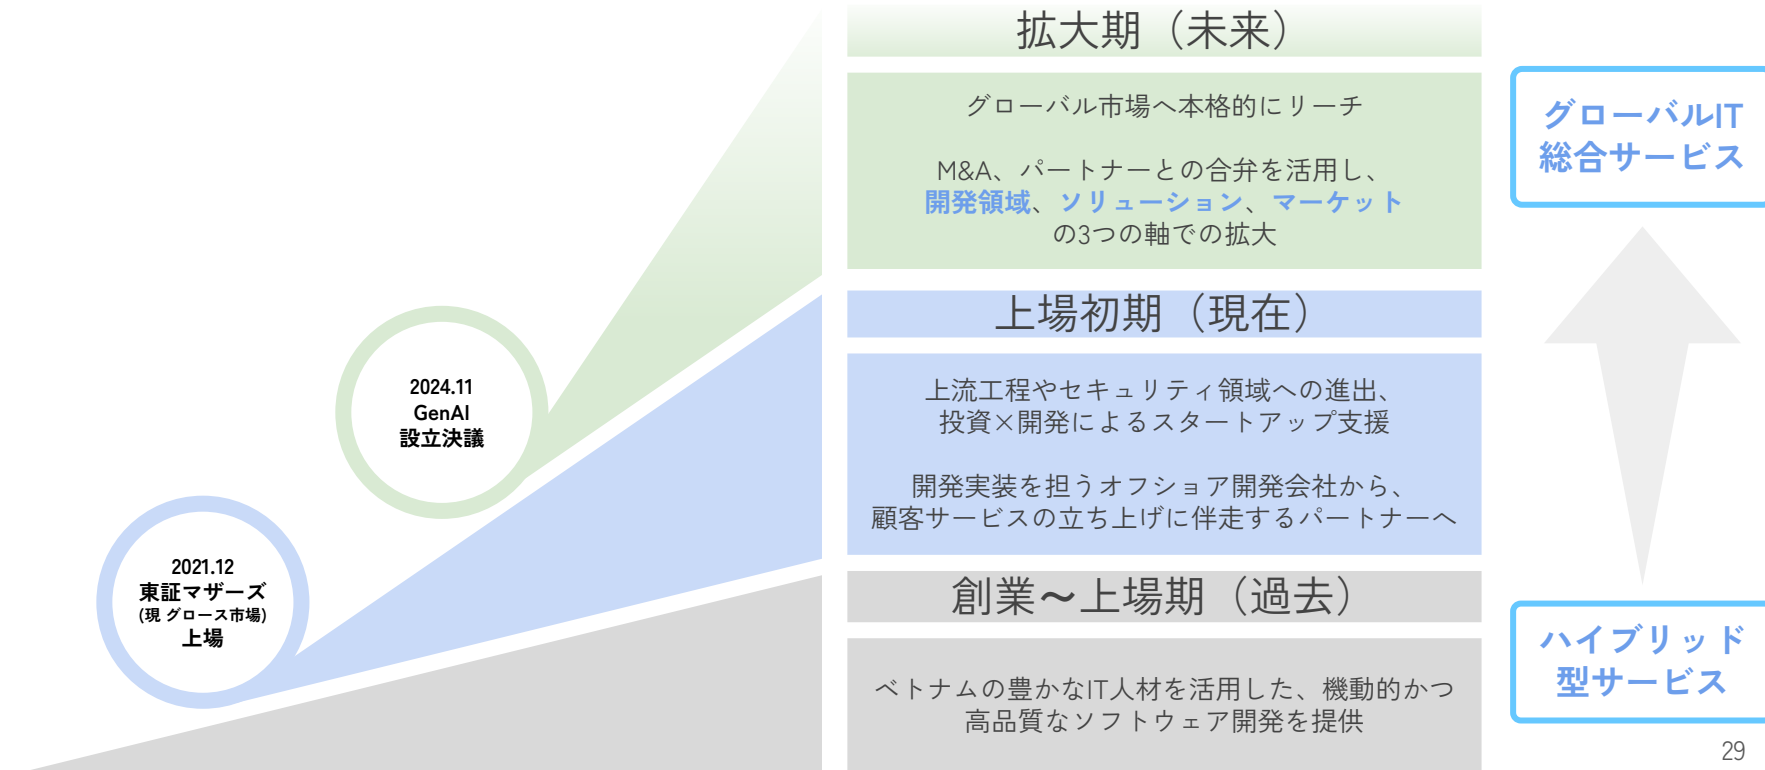 拡大期（未来）
グローバル市場へ本格的にリーチ
M&A、パートナーとの合弁を活用し、
開発領域、ソリューション、マーケット
の3つの軸での拡大
グローバルIT
総合サービス
上場初期（現在）
上流工程やセキュリティ領域への進出、
投資×開発によるスタートアップ支援
開発実装を担うオフショア開発会社から、
顧客サービスの立ち上げに伴走するパートナーへ
2024.11
GenAI
設立決議
2021.12
東証マザーズ
(現 グロース市場)
上場
創業～上場期（過去）
ベトナムの豊かなIT人材を活用した、機動的かつ
高品質なソフトウェア開発を提供
ハイブリッド
型サービス
29